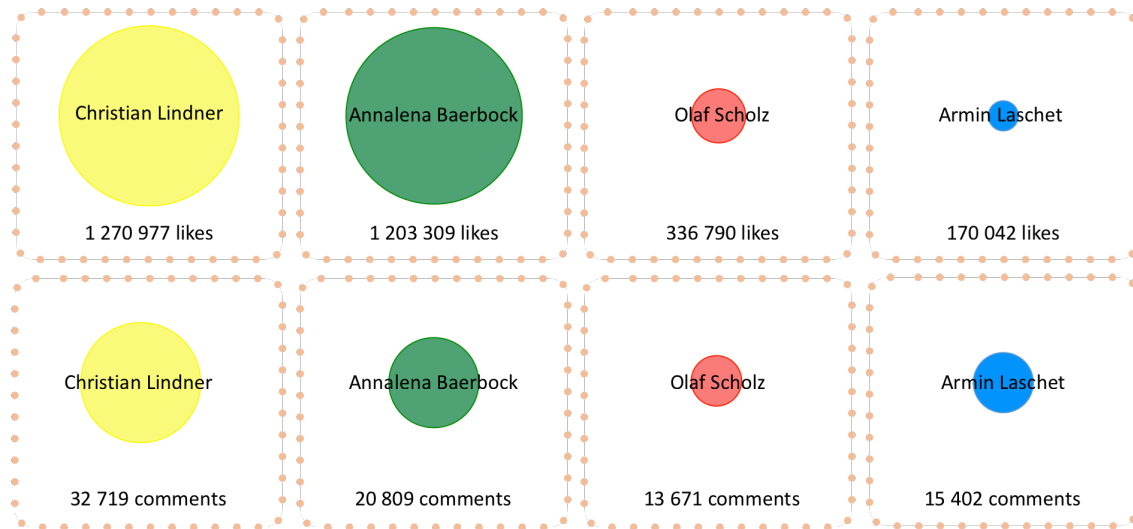 Christian Lindner
Annalena Baerbock
Olaf Scholz
Armin Laschet
1 270 977 likes
1 203 309 likes
336 790 likes
170 042 likes
Christian Lindner
Annalena Baerbock
Olaf Scholz
Armin Laschet
32 719 comments
20 809 comments
13 671 comments
15 402 comments